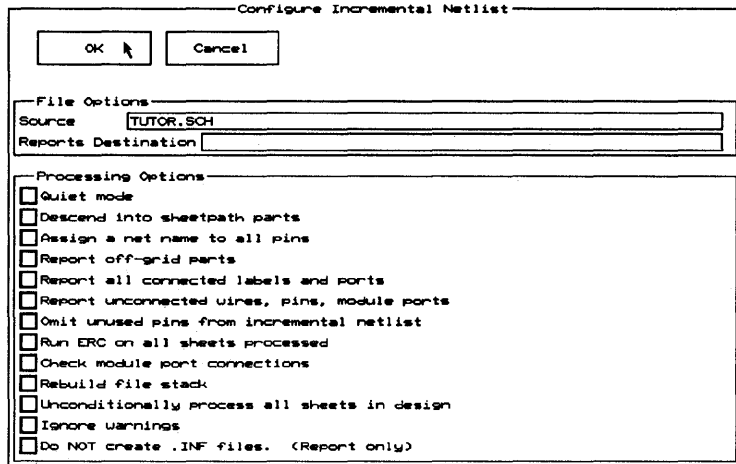 Configure Incremental Netlist
OK Cancel
File Options
Source TUTOR.SCH
Reports Destination
Processing Options
Quiet mode
Descend into sheetpath parts
Assign a net name to all pins
Report off-grid parts
Report all connected labels and ports
Report unconnected wires, pins, module ports
Omit unused pins from incremental netlist
Run ERC on all sheets processed
Check module port connections
Rebuild file stack
Unconditionally process all sheets in design
Ignore warnings
Do NOT create .INF files. (Report only)